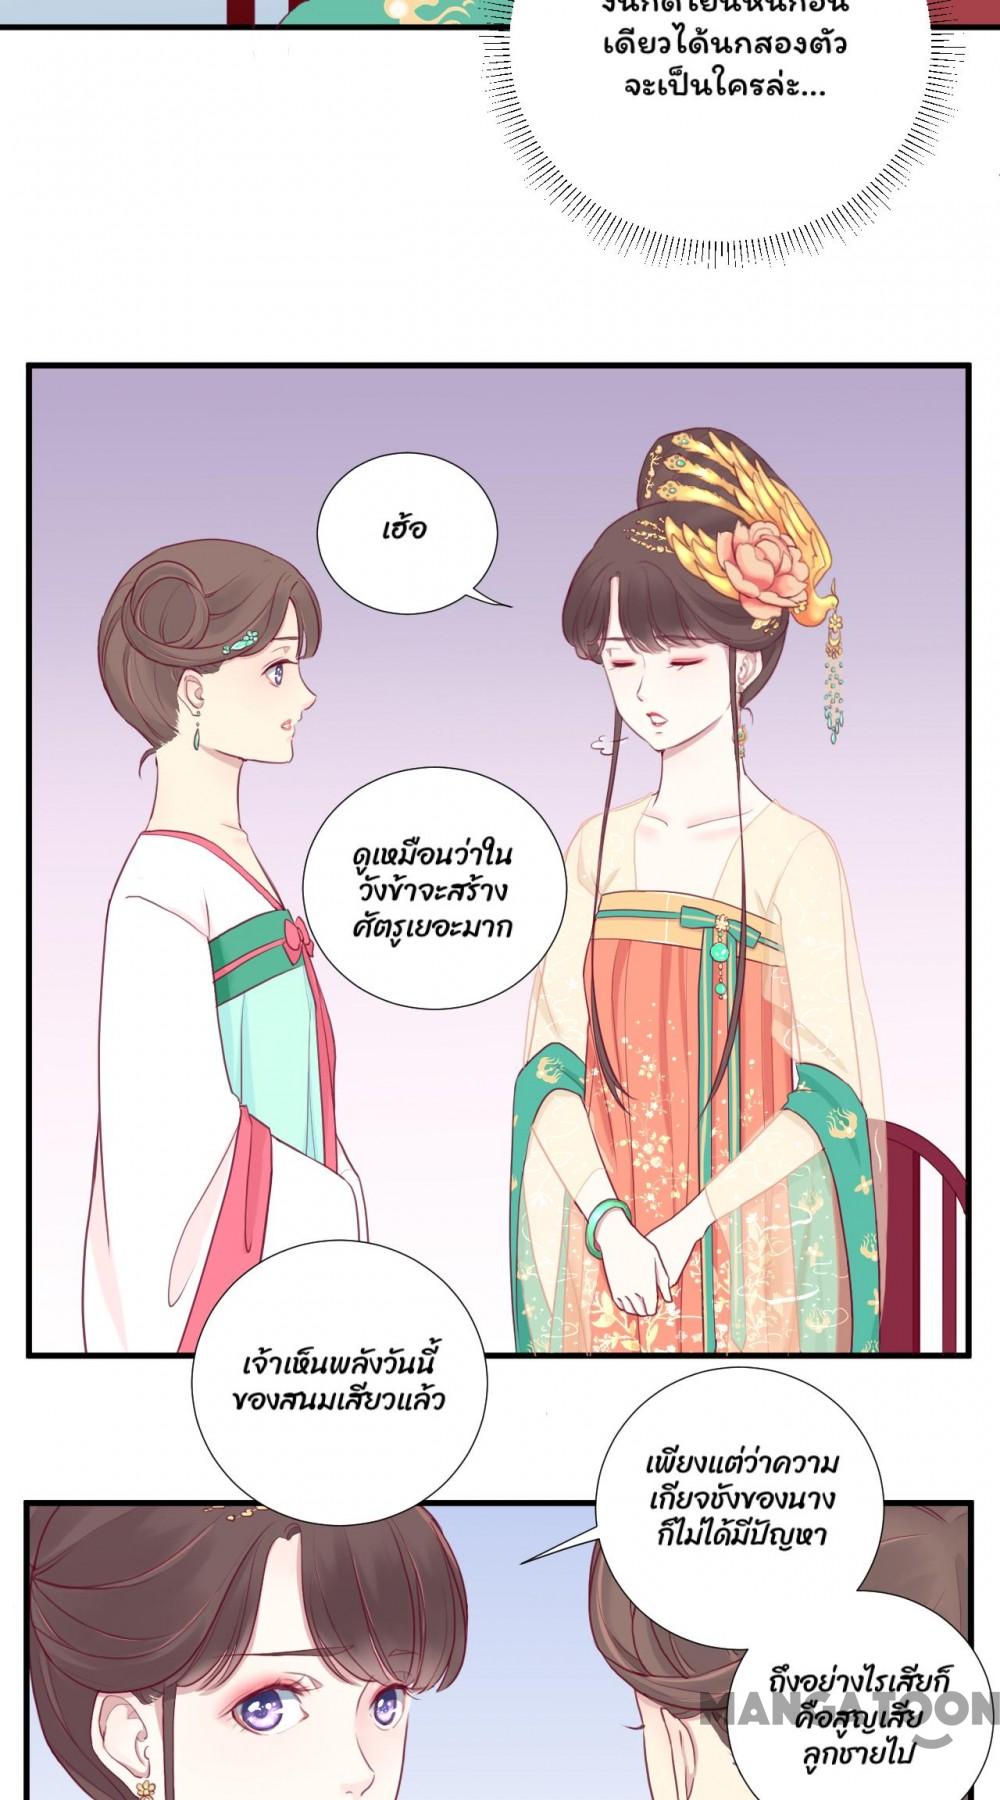 เดียวได้นกสองตัว
จะเป็นใครล่ะ...
เฮ้อ
ดูเหมือนว่าใน
วังข้าจะสร้าง
ศัตรูเยอะมาก
เจ้าเห็นพลังวันนี้
ของสนมเสียวแล้ว
เพียงแต่ว่าความ
เกียจชังของนาง
ก็ไม่ได้มีปัญหา
ถึงอย่างไรเสียก็
คือสูญเสีย
ลูกชายไป
MANGATOON